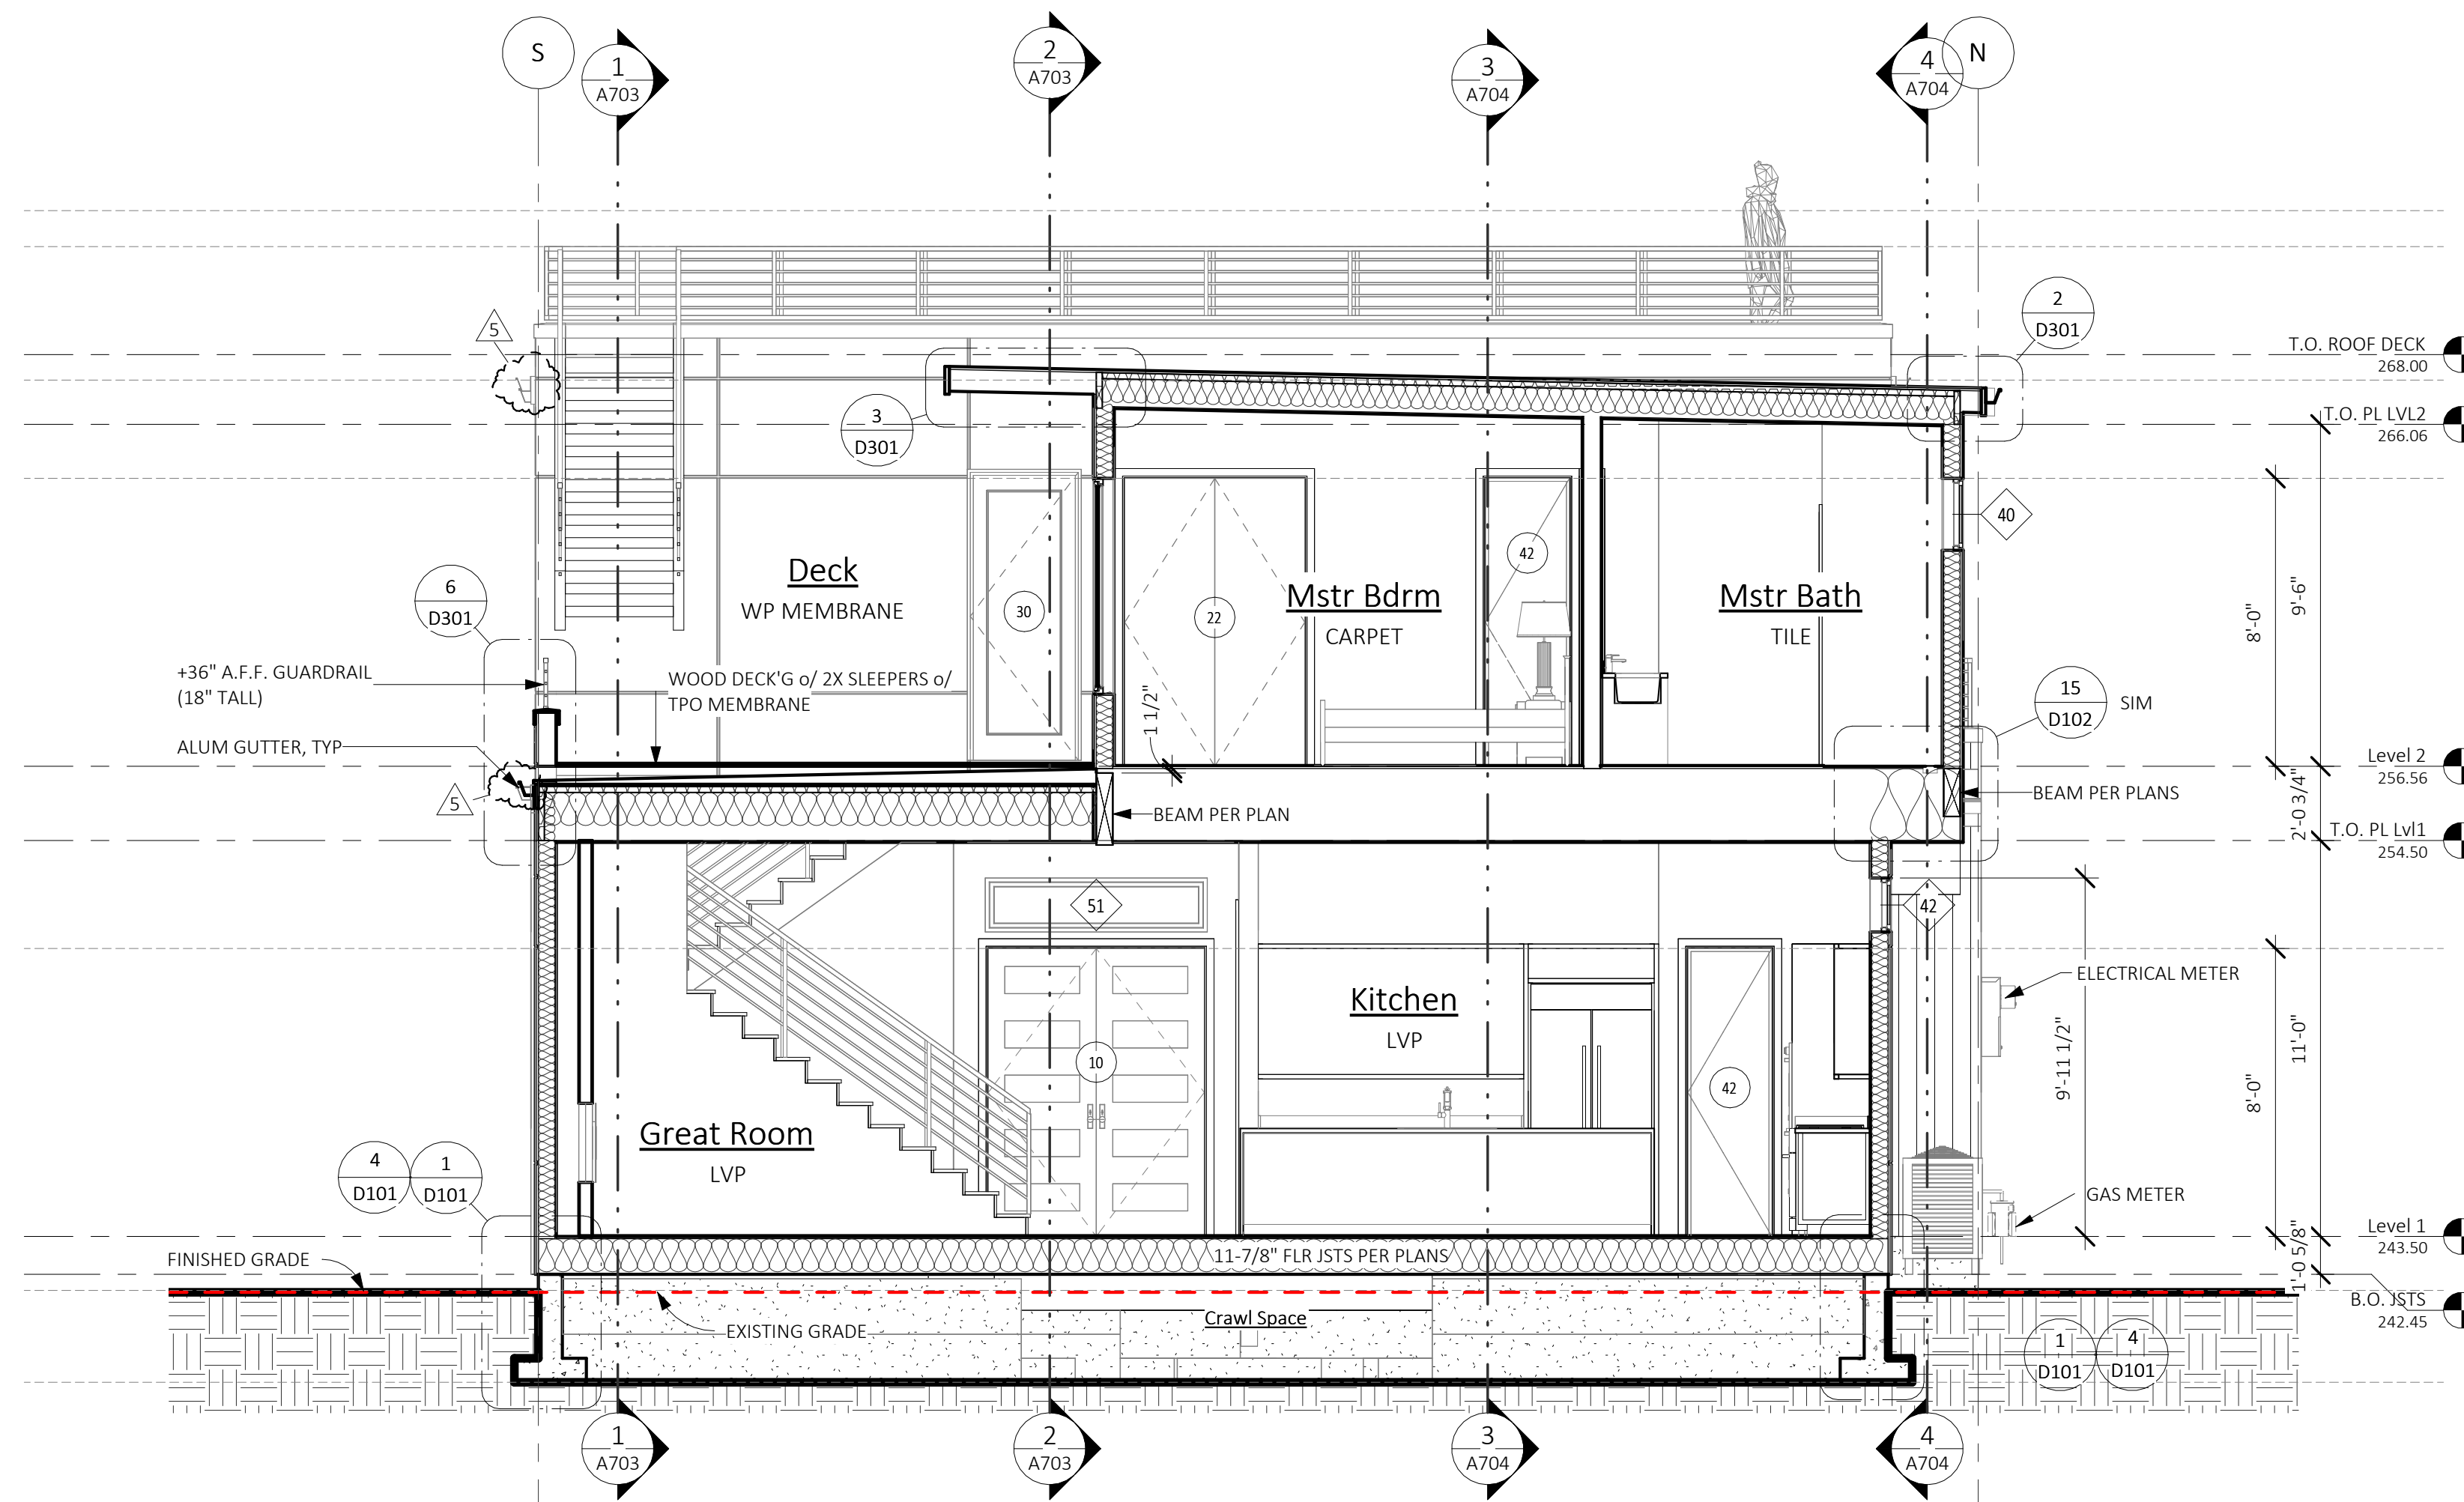 S
1
A703
2
A703
3
A704
4
A704
N
5
2
D301
T.O. ROOF DECK
268.00
3
D301
T.O. PL LVL2
266.06
40
6
D301
Deck
WP MEMBRANE
30
22
Mstr Bdrm
CARPET
42
Mstr Bath
TILE
8'-0"
9'-6"
+36" A.F.F. GUARDRAIL
(18" TALL)
WOOD DECK'G o/ 2X SLEEPERS o/
TPO MEMBRANE
1 1/2"
15
D102
SIM
ALUM GUTTER, TYP
5
BEAM PER PLAN
BEAM PER PLANS
Level 2
256.56
2'-0 3/4"
T.O. PL Lvl1
254.50
51
42
ELECTRICAL METER
Kitchen
LVP
10
42
9'-11 1/2"
8'-0"
11'-0"
Great Room
LVP
4
D101
1
D101
GAS METER
Level 1
243.50
FINISHED GRADE
11-7/8" FLR JSTS PER PLANS
1'-0 5/8"
B.O. JSTS
242.45
Crawl Space
EXISTING GRADE
1
D101
4
D101
1
A703
2
A703
3
A704
4
A704